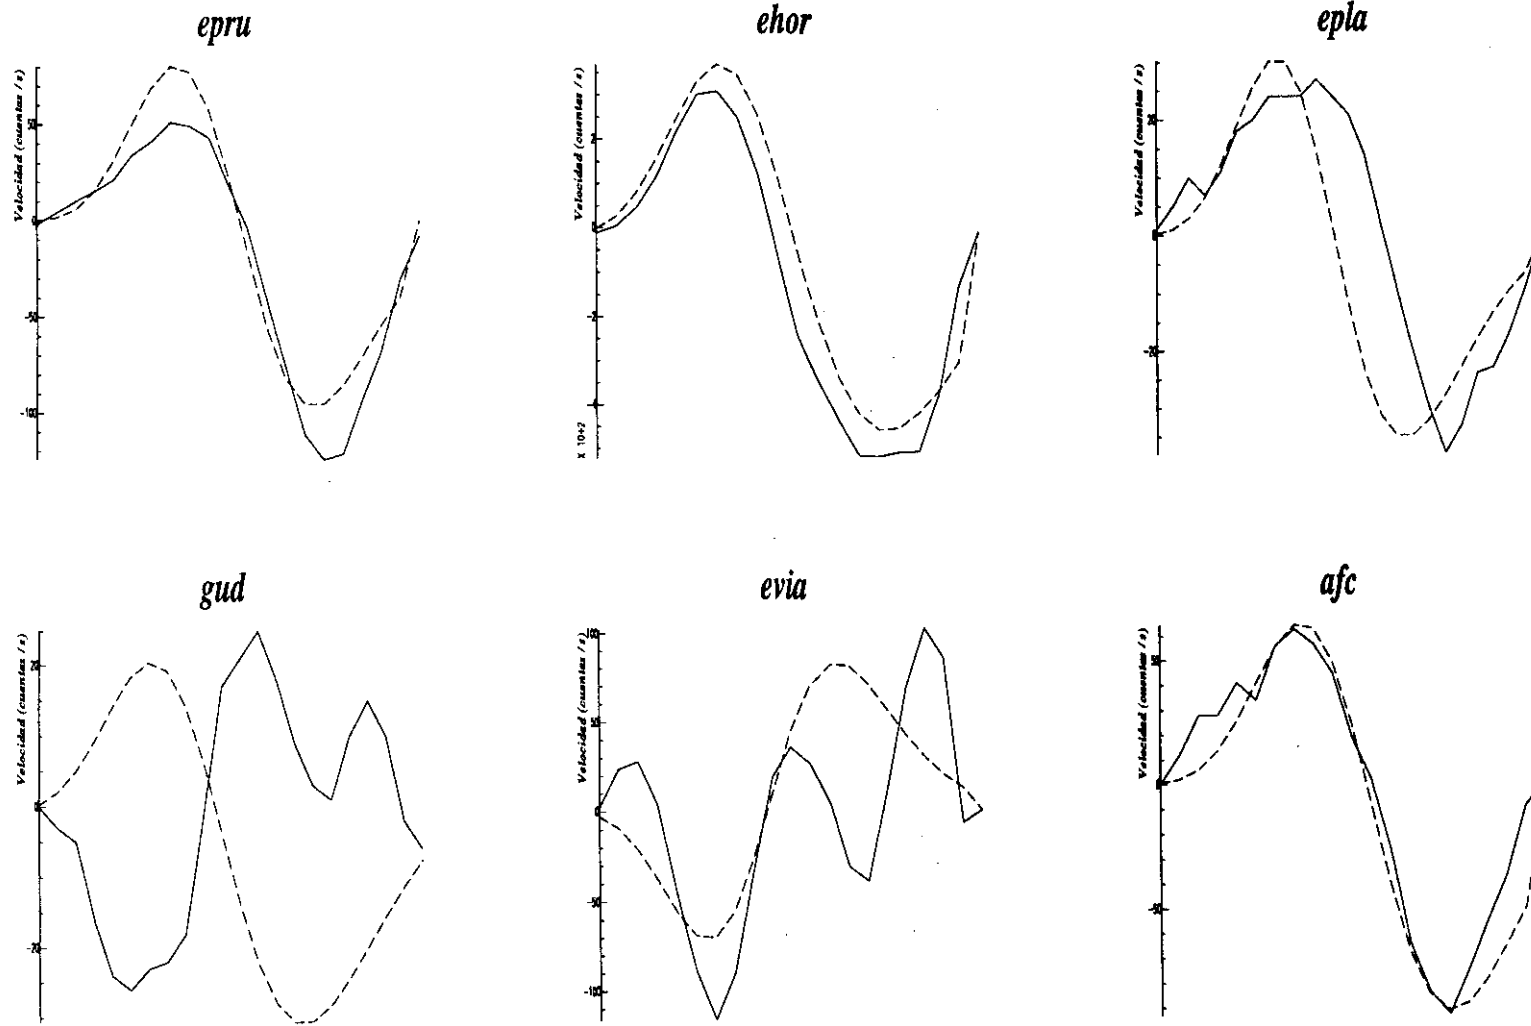 epru
ehor
epla
Velocidad (cuentas / s)
50
0
-50
-100
Velocidad (cuentas / s)
2
0
-2
-4
X 10+2
Velocidad (cuentas / s)
20
0
-20
gud
evia
afc
Velocidad (cuentas / s)
20
0
-20
Velocidad (cuentas / s)
100
50
0
-50
-100
Velocidad (cuentas / s)
50
0
-50